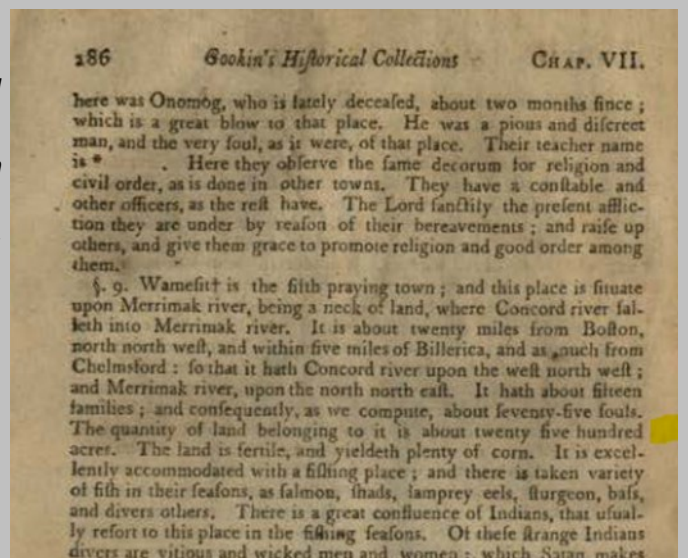 186 Gookin's Hiſtorical Collections CHAP. VII.
here was Onomog, who is lately deceaſed, about two months ſince ;
which is a great blow to that place. He was a pious and diſcreet
man, and the very ſoul, as it were, of that place. Their teacher name
is * . Here they obſerve the ſame decorum for religion and
civil order, as is done in other towns. They have a conſtable and
other officers, as the reſt have. The Lord ſanctify the preſent afflic-
tion they are under by reaſon of their bereavements ; and raiſe up
others, and give them grace to promote religion and good order among
them.
§. 9. Wameſit† is the fifth praying town ; and this place is ſituate
upon Merrimak river, being a neck of land, where Concord river fal-
leth into Merrimak river. It is about twenty miles from Boſton,
north north weſt, and within five miles of Billerica, and as much from
Chelmsford : ſo that it hath Concord river upon the weſt north weſt ;
and Merrimak river, upon the north north eaſt. It hath about fifteen
families ; and conſequently, as we compute, about ſeventy-five ſouls.
The quantity of land belonging to it is about twenty five hundred
acres. The land is fertile, and yieldeth plenty of corn. It is excel-
lently accommodated with a fiſhing place ; and there is taken variety
of fiſh in their ſeaſons, as ſalmon, ſhads, lamprey eels, ſturgeon, baſs,
and divers others. There is a great confluence of Indians, that uſual-
ly reſort to this place in the fiſhing ſeaſons. Of theſe ſtrange Indians
divers are vitious and wicked men and women ; which Satan makes